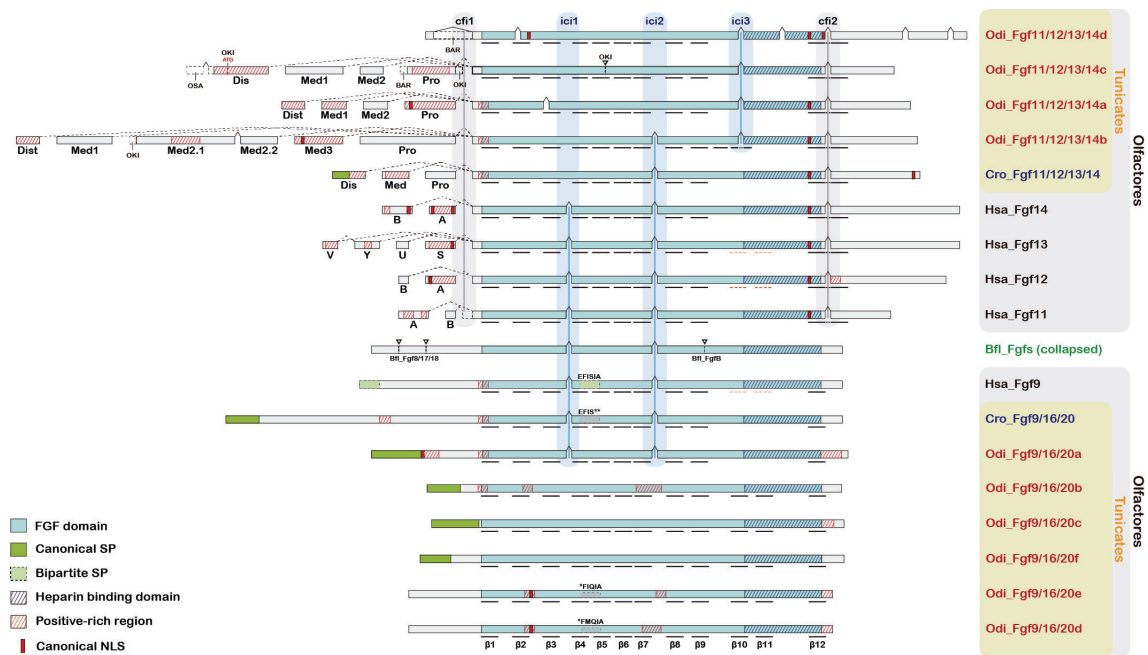 cfi1 ici1 ici2 ici3 cfi2
BAR
Odi_Fgf11/12/13/14d
OKI
ATG
OKI
OSA Dis Med1 Med2 BAR Pro OKI
Odi_Fgf11/12/13/14c
Dist Med1 Med2 Pro
Odi_Fgf11/12/13/14a
Dist Med1 OKI Med2.1 Med2.2 Med3 Pro
Odi_Fgf11/12/13/14b
Dis Med Pro
Cro_Fgf11/12/13/14
B A
Hsa_Fgf14
V Y U S
Hsa_Fgf13
B A
Hsa_Fgf12
A B
Hsa_Fgf11
Bfl_Fgf8/17/18 Bfl_FgfB
Bfl_Fgfs (collapsed)
EFISIA
Hsa_Fgf9
EFIS**
Cro_Fgf9/16/20
Odi_Fgf9/16/20a
Odi_Fgf9/16/20b
Odi_Fgf9/16/20c
Odi_Fgf9/16/20f
*FIQIA
Odi_Fgf9/16/20e
*FMQIA
Odi_Fgf9/16/20d
β1 β2 β3 β4 β5 β6 β7 β8 β9 β10 β11 β12
Tunicates
Olfactores
Tunicates
Olfactores
FGF domain
Canonical SP
Bipartite SP
Heparin binding domain
Positive-rich region
Canonical NLS